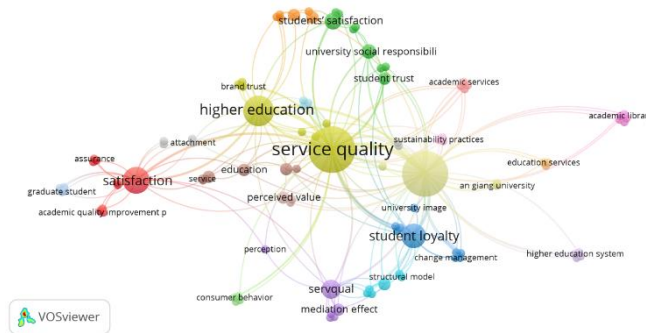 students' satisfaction
university social responsibili
student trust
brand trust
academic services
higher education
academic librar
service quality
sustainability practices
attachment
assurance
education
education services
satisfaction
service
an giang university
graduate student
perceived value
academic quality improvement p
university image
student loyalty
perception
change management
higher education system
structural model
servqual
consumer behavior
mediation effect
VOSviewer